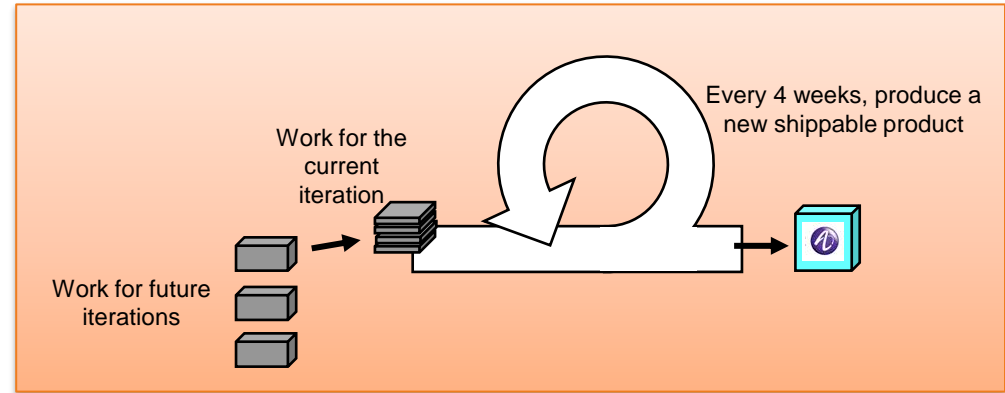 Every 4 weeks, produce a
new shippable product
Work for the
current
iteration
Work for future
iterations